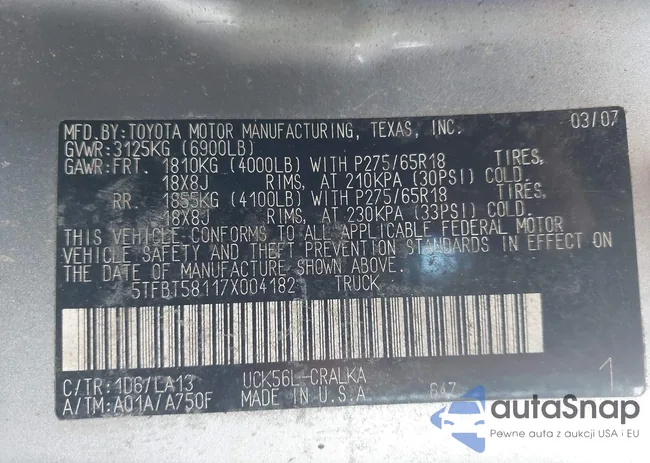 MFD.BY:TOYOTA MOTOR MANUFACTURING, TEXAS, INC. 03/07
GVWR:3125KG (6900LB)
GAWR:FRT. 1810KG (4000LB) WITH P275/65R18 TIRES,
18X8J RIMS, AT 210KPA (30PSI) COLD.
RR. 1855KG (4100LB) WITH P275/65R18 TIRES,
18X8J RIMS, AT 230KPA (33PSI) COLD.
THIS VEHICLE CONFORMS TO ALL APPLICABLE FEDERAL MOTOR
VEHICLE SAFETY AND THEFT PREVENTION STANDARDS IN EFFECT ON
THE DATE OF MANUFACTURE SHOWN ABOVE.
5TFBT58117X004182 TRUCK
C/TR:1D6/LA13 UCK56L-CRALKA
A/TM:A01A/A750F MADE IN U.S.A. 647 1
autoSnap
Pewne auta z aukcji USA i EU